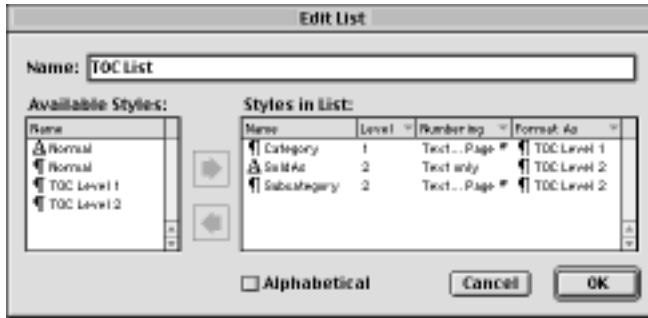 Edit List
Name: TOC List
Available Styles:
Styles in List:
Name
A Normal
¶ Normal
¶ TOC Level 1
¶ TOC Level 2
Name Level Numbering Format As
¶ Category 1 Text...Page # ¶ TOC Level 1
A SoldAs 2 Text only ¶ TOC Level 2
¶ Subcategory 2 Text...Page # ¶ TOC Level 2
Alphabetical
Cancel
OK